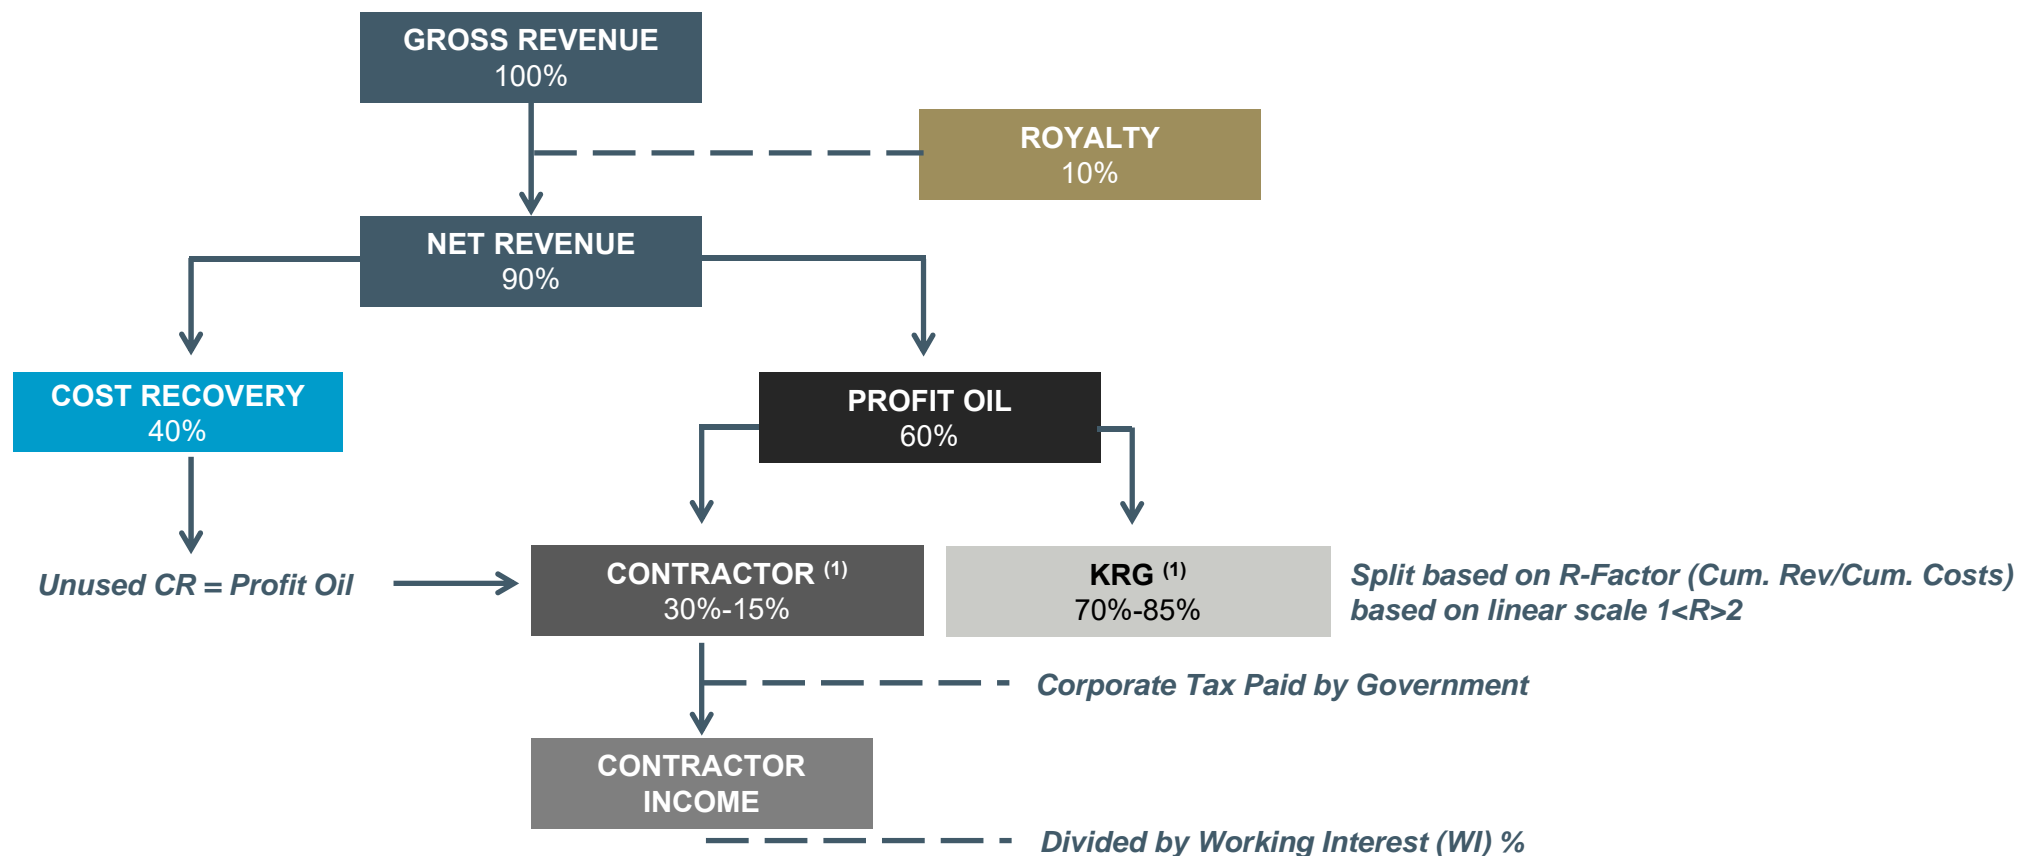 GROSS REVENUE
100%
ROYALTY
10%
NET REVENUE
90%
COST RECOVERY
40%
PROFIT OIL
60%
Unused CR = Profit Oil
CONTRACTOR (1)
30%-15%
KRG (1)
70%-85%
Split based on R-Factor (Cum. Rev/Cum. Costs)
based on linear scale 1<R>2
Corporate Tax Paid by Government
CONTRACTOR
INCOME
Divided by Working Interest (WI) %